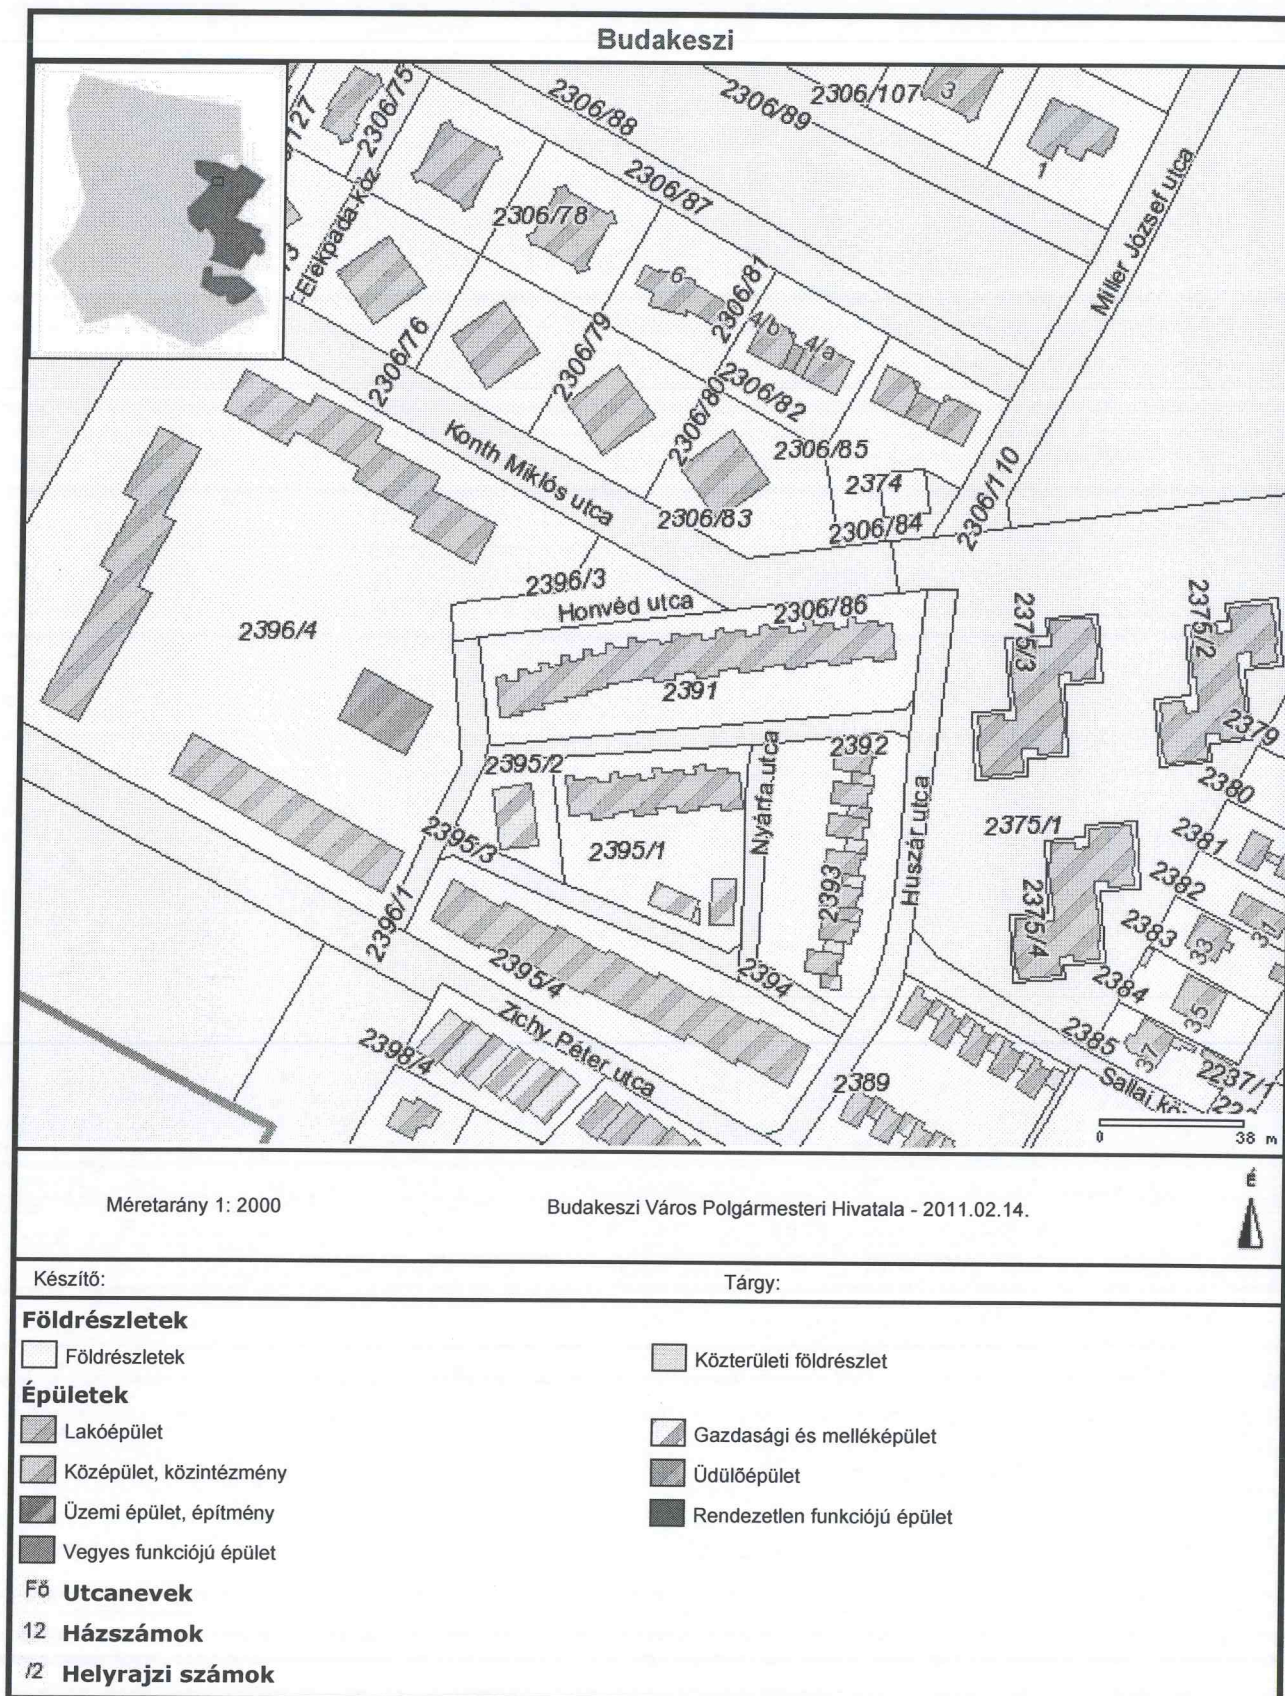 Budakeszi
2306/75
2306/88
2306/89
2306/107
3
1
Miller József utca
2306/87
2306/78
2306/76
2306/79
6
2306/81
4/b
4/a
2306/80
2306/82
2306/85
2374
2306/84
2306/110
2306/83
Konth Miklós utca
2396/3
Honvéd utca
2306/86
2396/4
2391
2375/3
2375/2
2379
2380
2381
2382
2383
2384
2385
31
33
35
37
2237/1
2395/2
2392
Nyárfa utca
2395/3
2395/1
2393
Huszár utca
2375/1
2375/4
2396/1
2395/4
2394
Zichy Péter utca
2398/4
2389
0 38 m
Méretarány 1: 2000
Budakeszi Város Polgármesteri Hivatala - 2011.02.14.
É
Készítő:
Tárgy:
Földrészletek
Földrészletek
Közterületi földrészlet
Épületek
Lakóépület
Gazdasági és melléképület
Középület, közintézmény
Üdülőépület
Üzemi épület, építmény
Rendezetlen funkciójú épület
Vegyes funkciójú épület
Fő Utcanevek
12 Házszámok
/2 Helyrajzi számok